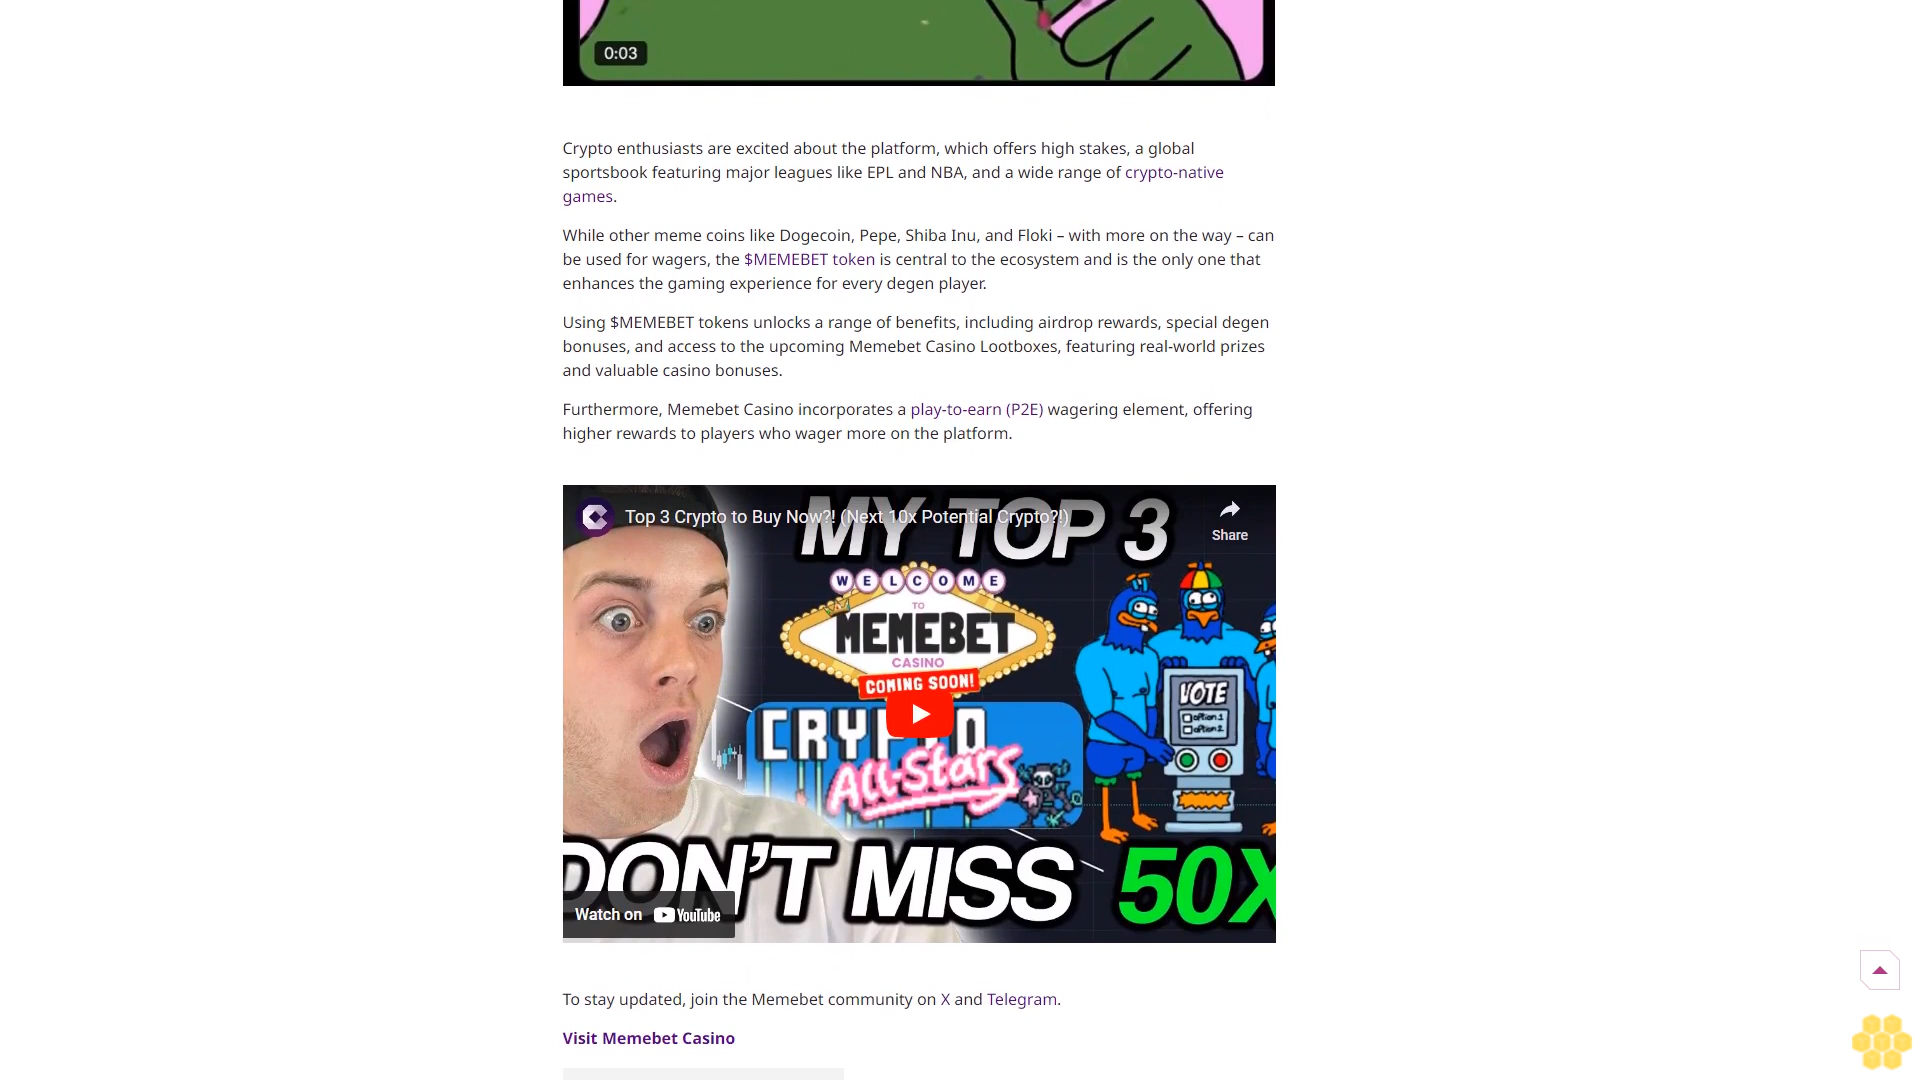 0:03
Crypto enthusiasts are excited about the platform, which offers high stakes, a global
sportsbook featuring major leagues like EPL and NBA, and a wide range of crypto-native
games.
While other meme coins like Dogecoin, Pepe, Shiba Inu, and Floki – with more on the way – can
be used for wagers, the $MEMEBET token is central to the ecosystem and is the only one that
enhances the gaming experience for every degen player.
Using $MEMEBET tokens unlocks a range of benefits, including airdrop rewards, special degen
bonuses, and access to the upcoming Memebet Casino Lootboxes, featuring real-world prizes
and valuable casino bonuses.
Furthermore, Memebet Casino incorporates a play-to-earn (P2E) wagering element, offering
higher rewards to players who wager more on the platform.
Top 3 Crypto to Buy Now?! (Next 10x Potential Crypto?!)
MY TOP 3
Share
WELCOME
TO
MEMEBET
CASINO
COMING SOON!
VOTE
option 1
option 2
CRYPTO
All-Stars
DON'T MISS 50X
Watch on YouTube
To stay updated, join the Memebet community on X and Telegram.
Visit Memebet Casino